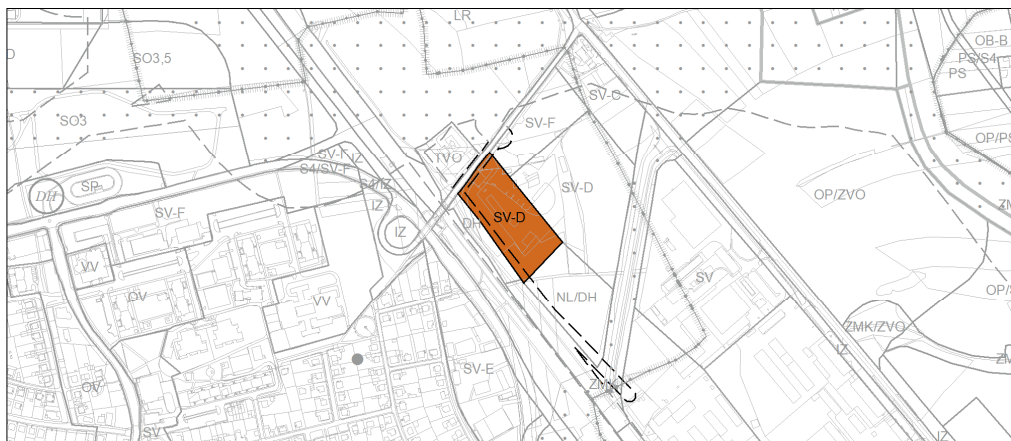 LR
OB-B
D
SO3,5
PS/S4
PS
SV-C
SO3
SV-F
OP/PS
TVO
SV-F
IZ
S4/SV-F
SV-D
S4/IZ
DH
SP
OP/ZVO
IZ
SV-F
SV-D
DH
IZ
VV
SV
OP/S
OV
VV
NL/DH
ZMK/ZVO
IZ
SV-E
OV
SV
IZ